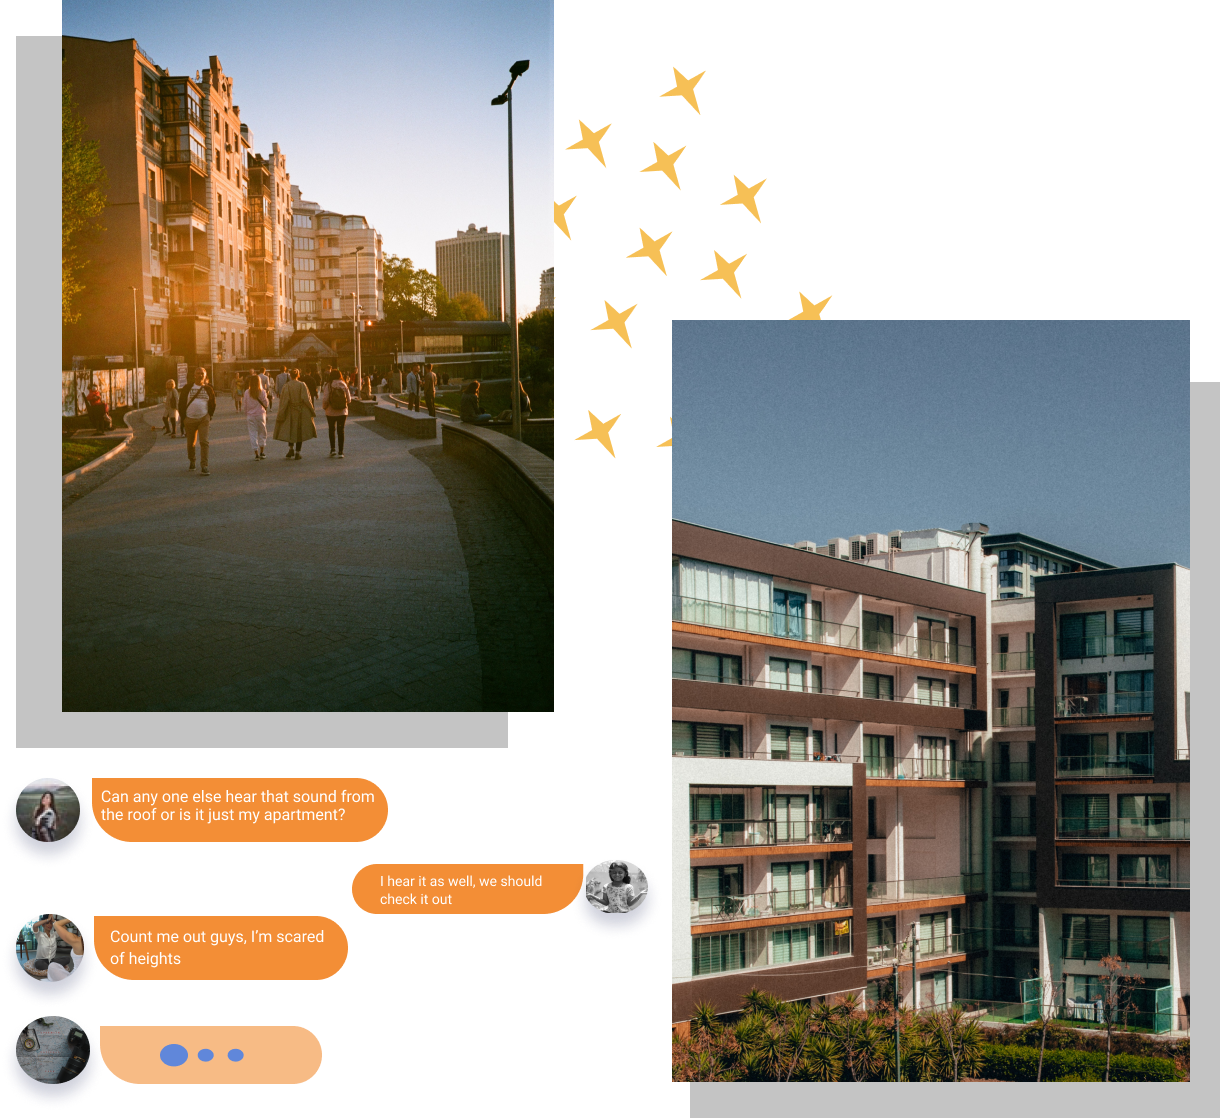 Can any one else hear that sound from
the roof or is it just my apartment?
I hear it as well, we should
check it out
Count me out guys, I’m scared
of heights